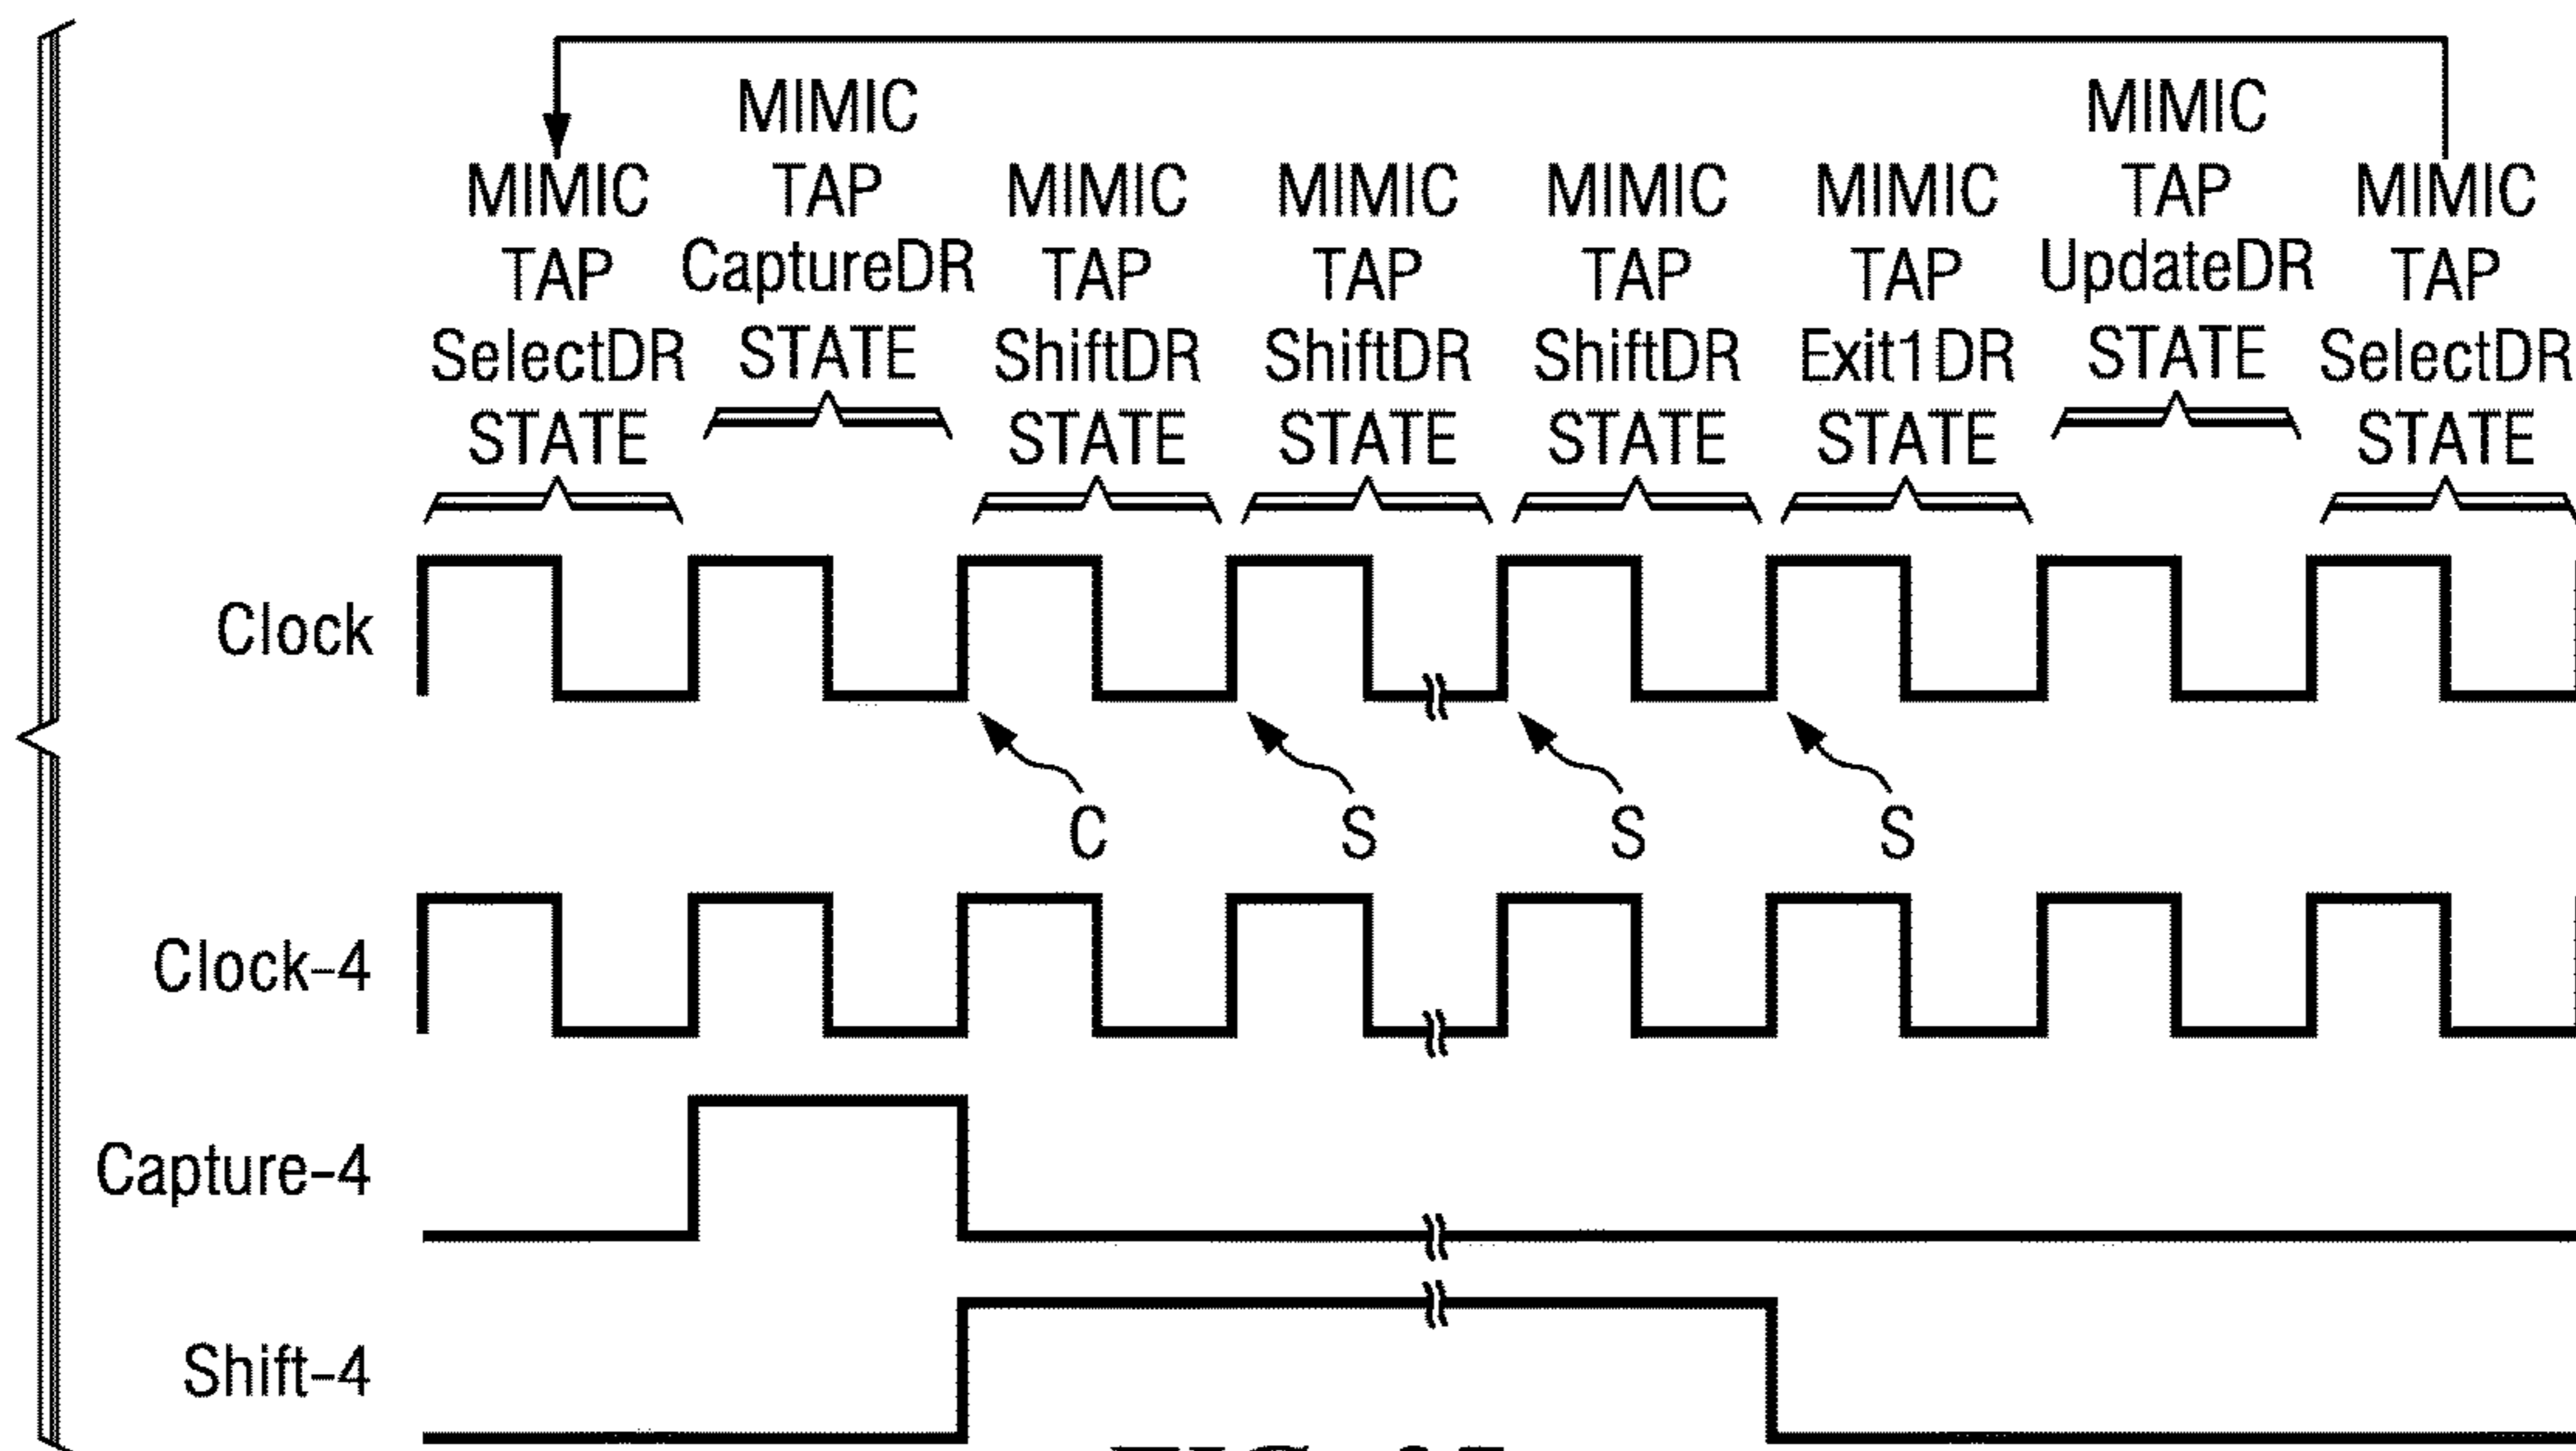 MIMIC
TAP
SelectDR
STATE
MIMIC
TAP
CaptureDR
STATE
MIMIC
TAP
ShiftDR
STATE
MIMIC
TAP
ShiftDR
STATE
MIMIC
TAP
ShiftDR
STATE
MIMIC
TAP
Exit1DR
STATE
MIMIC
TAP
UpdateDR
STATE
MIMIC
TAP
SelectDR
STATE
Clock
C
S
S
S
Clock-4
Capture-4
Shift-4